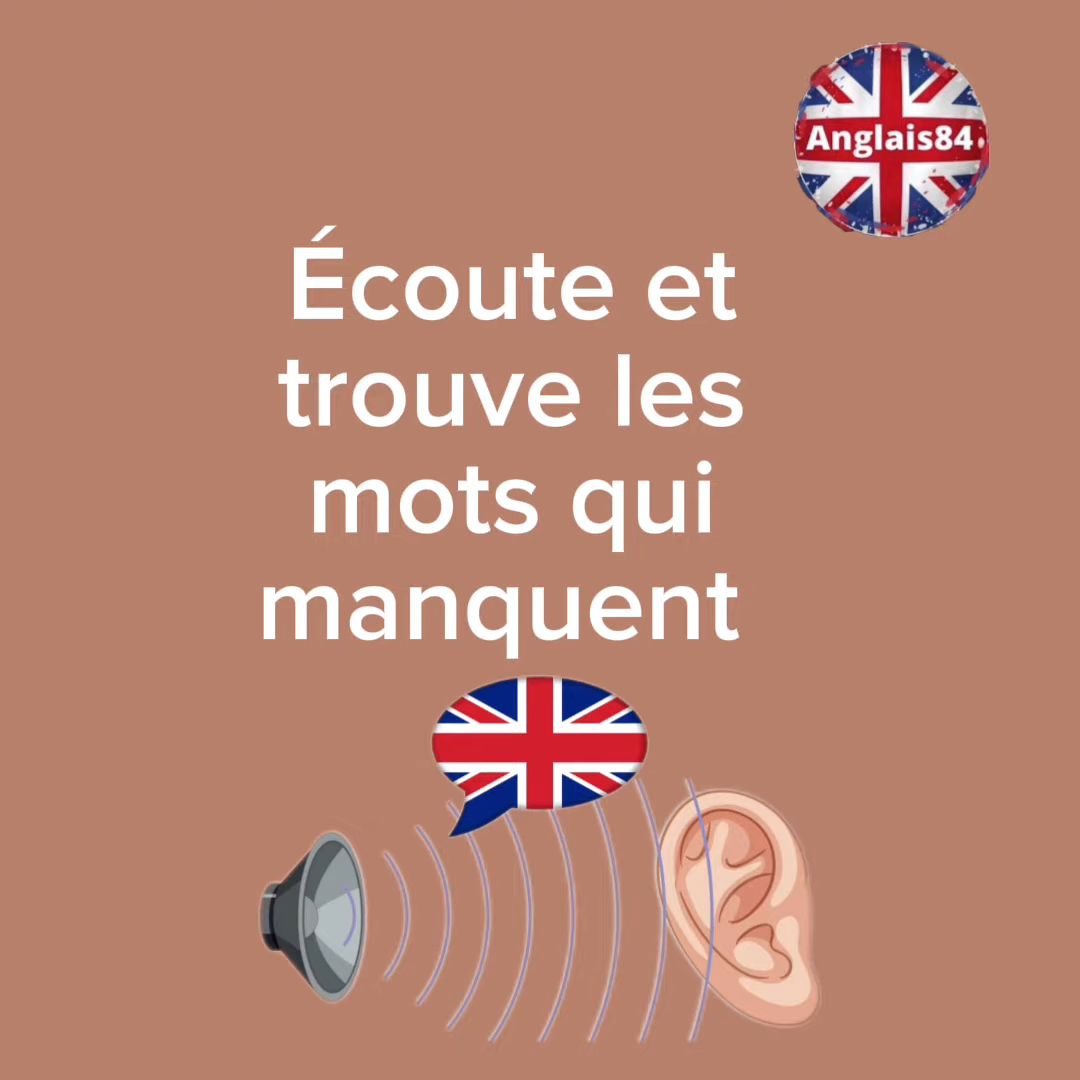 Anglais84
Écoute et
trouve les
mots qui
manquent